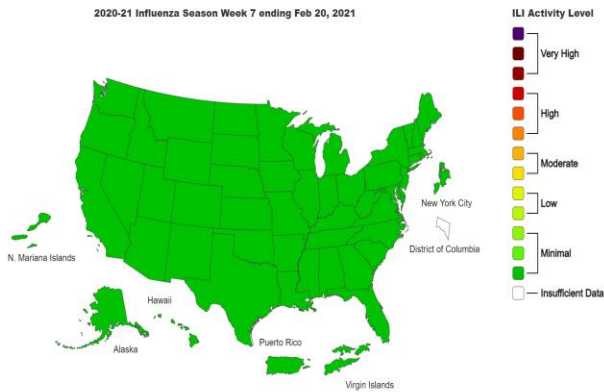 2020-21 Influenza Season Week 7 ending Feb 20, 2021
ILI Activity Level
Very High
High
Moderate
Low
Minimal
Insufficient Data
New York City
District of Columbia
N. Mariana Islands
Hawaii
Alaska
Puerto Rico
Virgin Islands